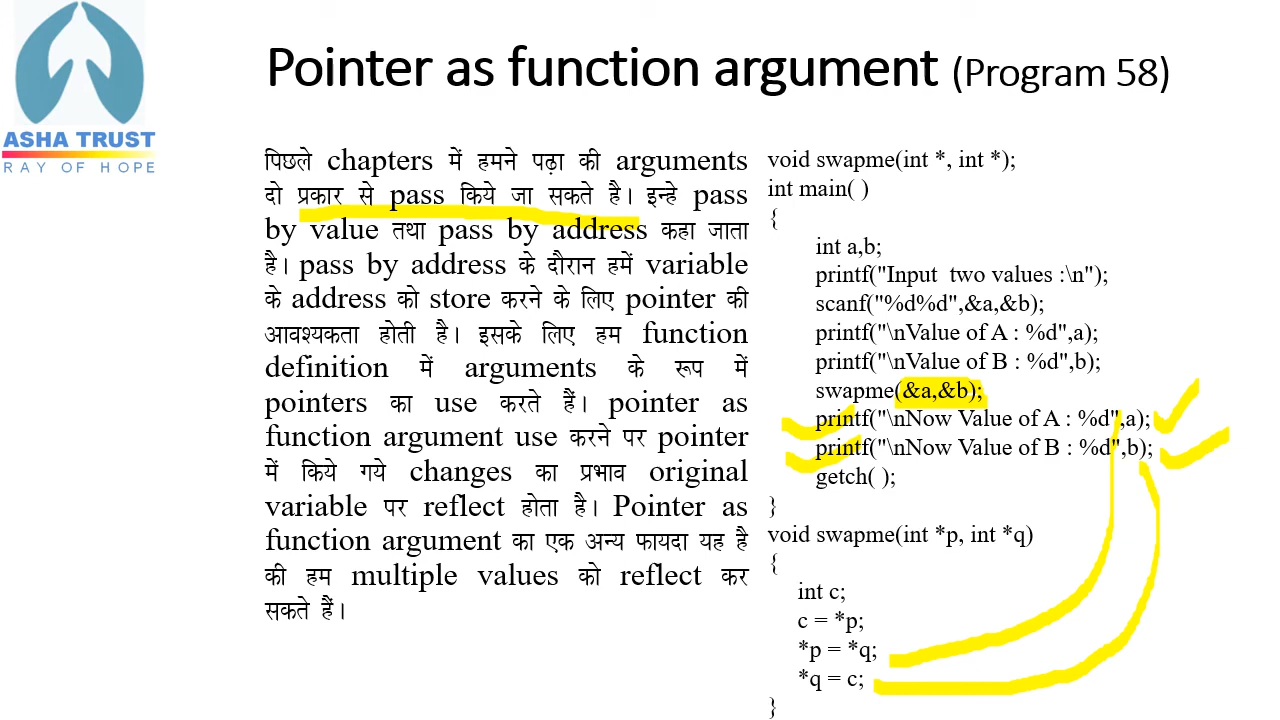 ASHA TRUST
RAY OF HOPE
Pointer as function argument (Program 58)
पिछले chapters में हमने पढ़ा की arguments
दो प्रकार से pass किये जा सकते है। इन्हे pass
by value तथा pass by address कहा जाता
है। pass by address के दौरान हमें variable
के address को store करने के लिए pointer की
आवश्यकता होती है। इसके लिए हम function
definition में arguments के रूप में
pointers का use करते हैं। pointer as
function argument use करने पर pointer
में किये गये changes का प्रभाव original
variable पर reflect होता है। Pointer as
function argument का एक अन्य फायदा यह है
की हम multiple values को reflect कर
सकते हैं।
void swapme(int *, int *);
int main( )
{
int a,b;
printf("Input  two values :\n");
scanf("%d%d",&a,&b);
printf("\nValue of A : %d",a);
printf("\nValue of B : %d",b);
swapme(&a,&b);
printf("\nNow Value of A : %d",a);
printf("\nNow Value of B : %d",b);
getch( );
}
void swapme(int *p, int *q)
{
int c;
c = *p;
*p = *q;
*q = c;
}